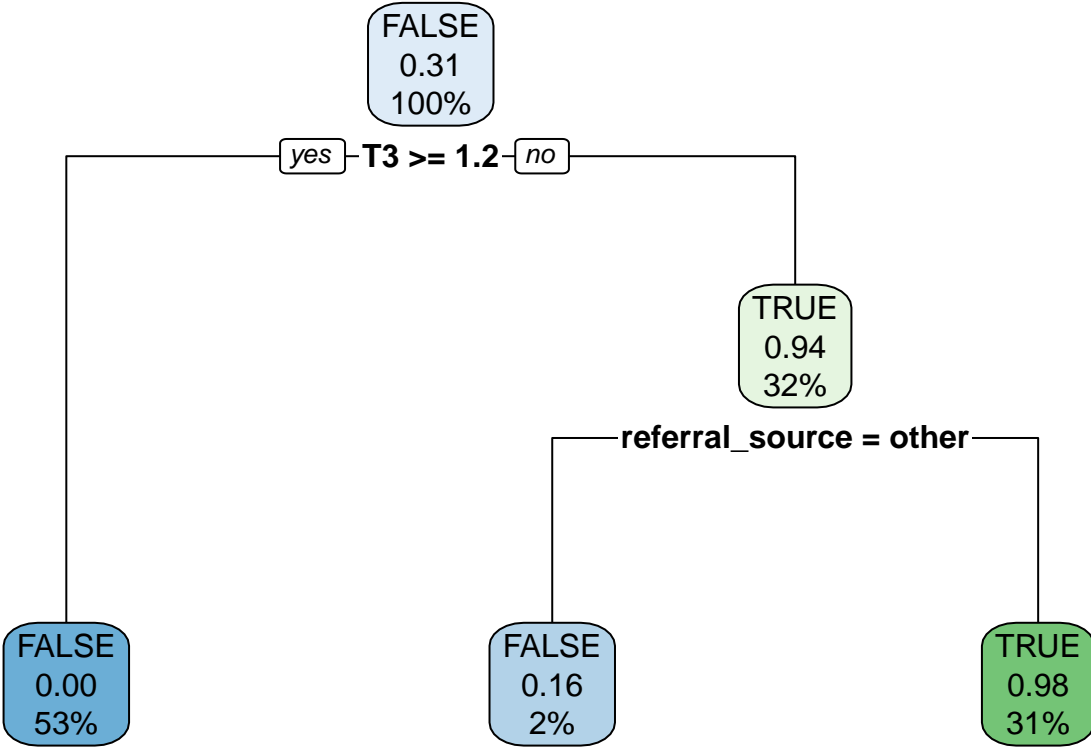 FALSE
0.31
100%
yes T3 >= 1.2 no
TRUE
0.94
32%
referral_source = other
FALSE
0.00
53%
FALSE
0.16
2%
TRUE
0.98
31%